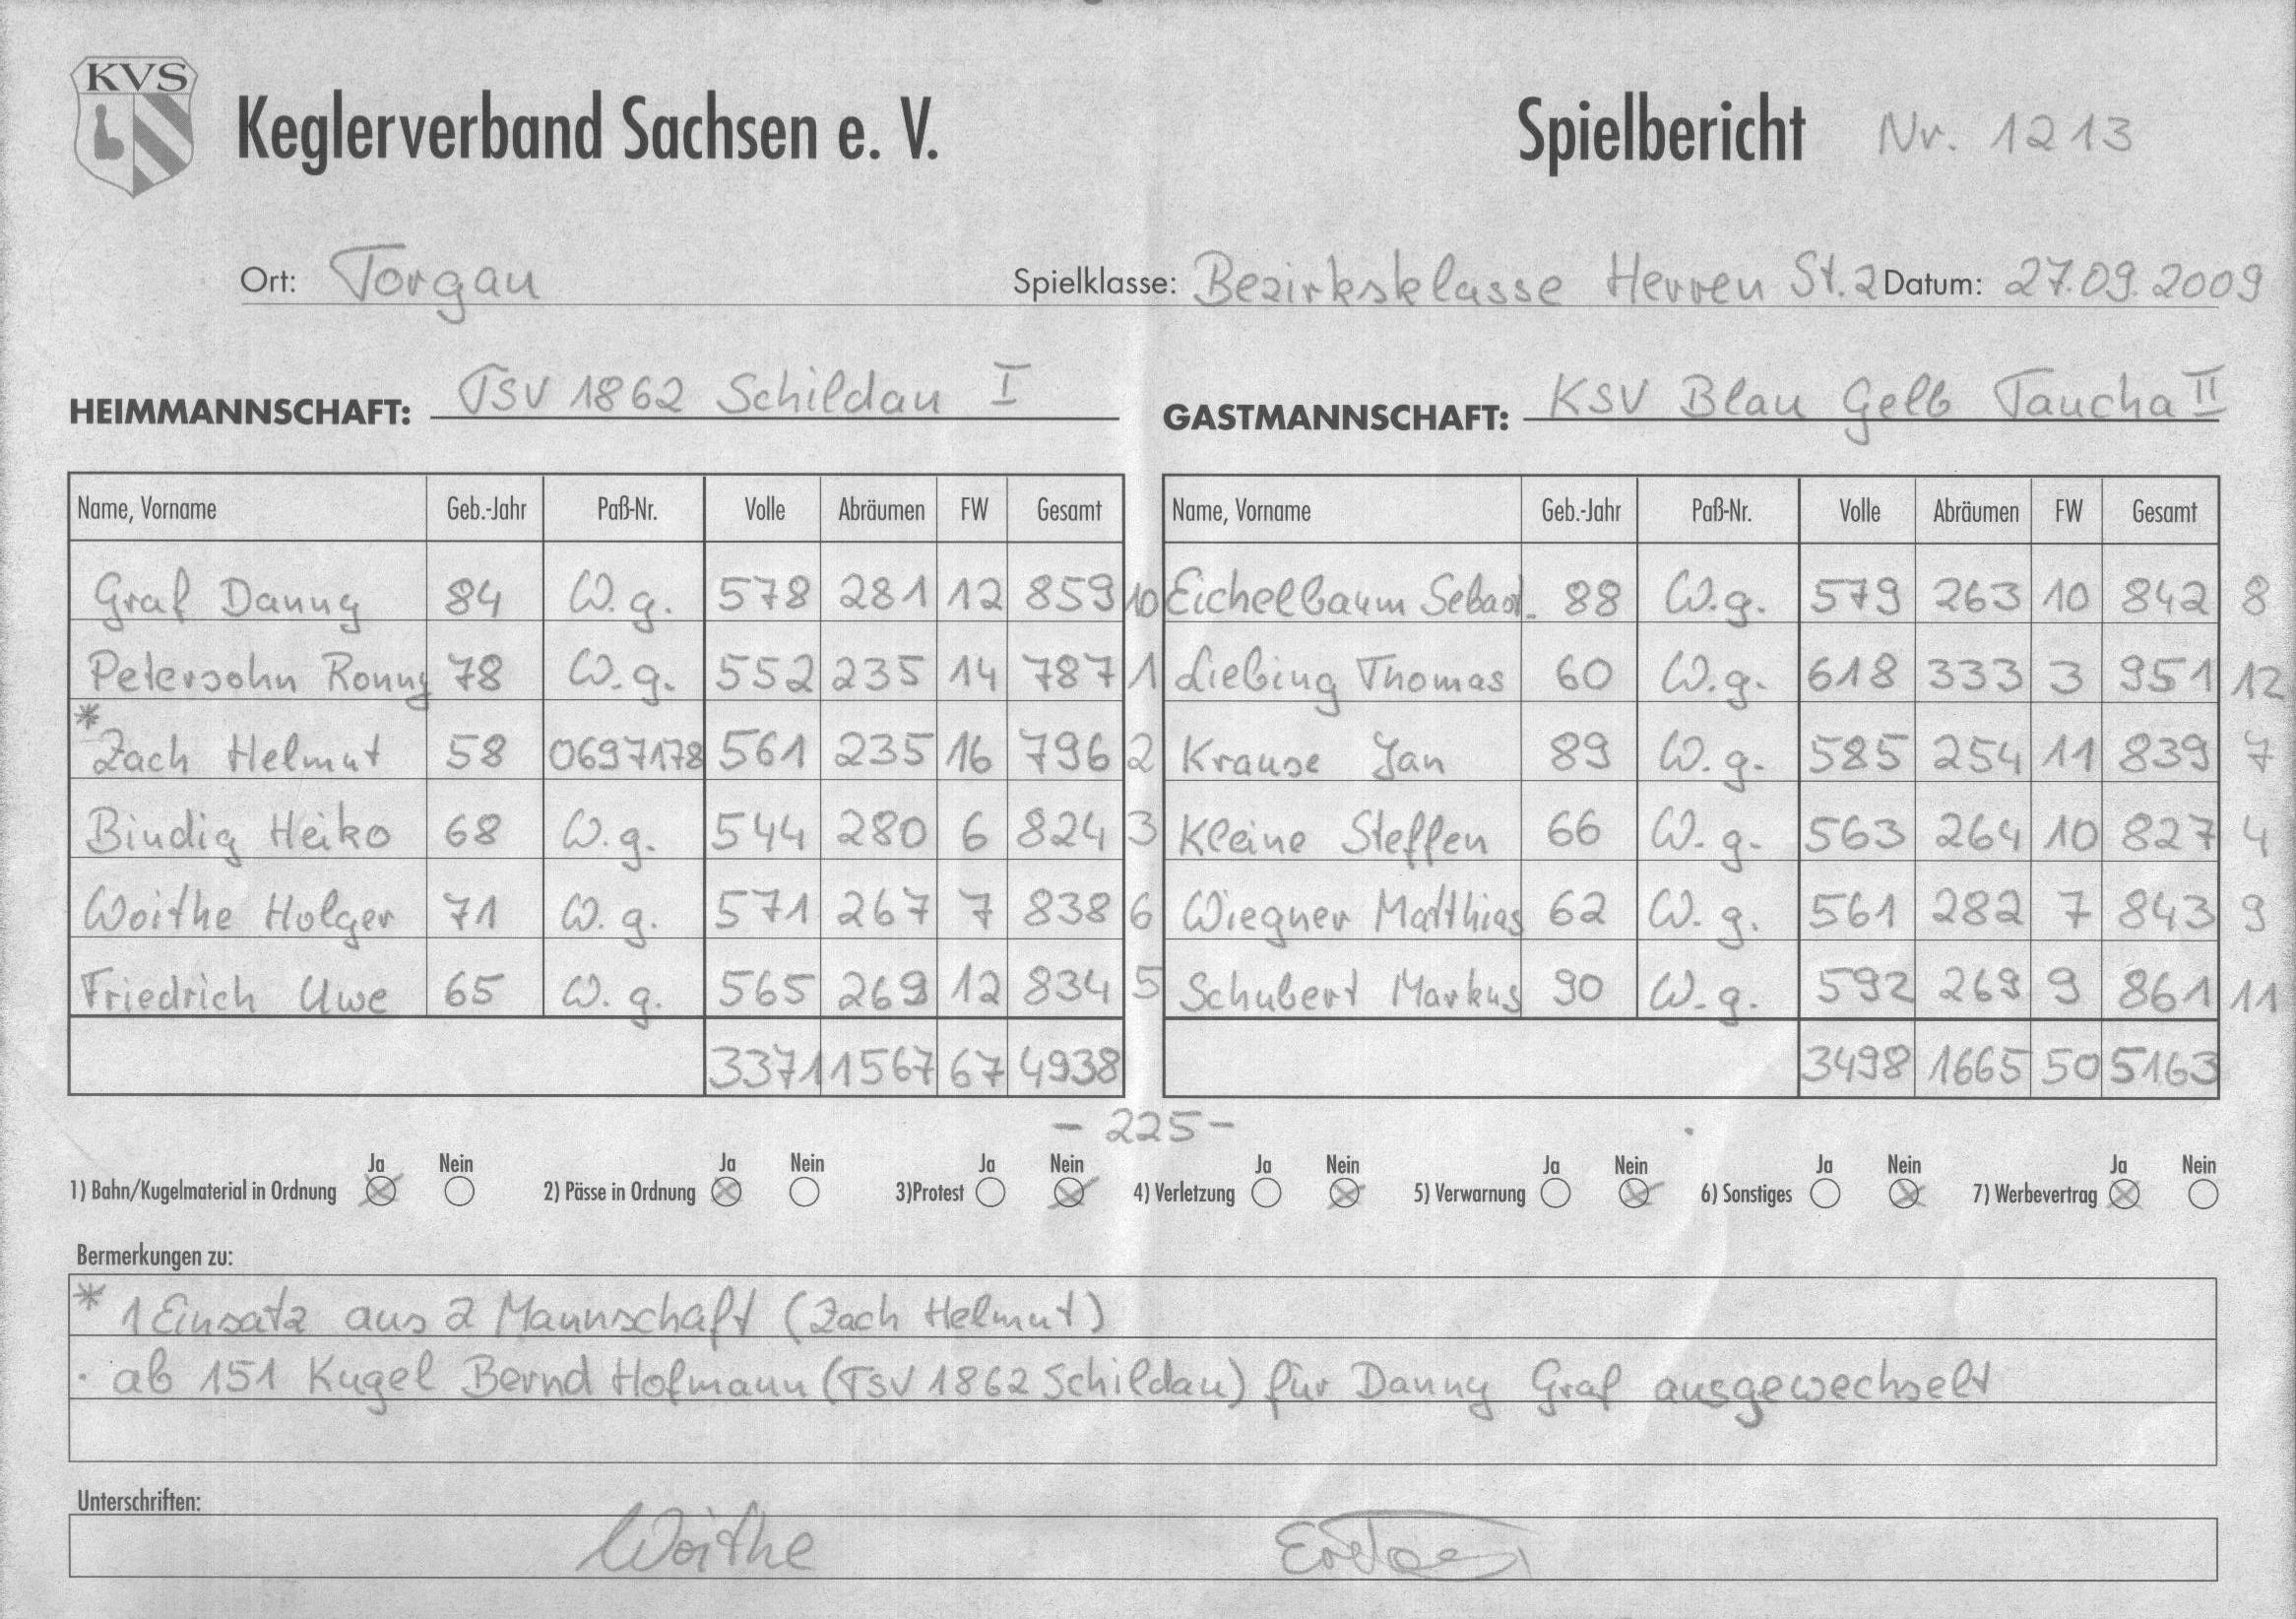 KVS
Keglerverband Sachsen e. V. Spielbericht Nr. 1213
Ort: Torgau Spielklasse: Bezirksklasse Herren St. 2 Datum: 27.09.2009
HEIMMANNSCHAFT: TSV 1862 Schildau I GASTMANNSCHAFT: KSV Blau Gelb Taucha II
Name, Vorname Geb.-Jahr Paß-Nr. Volle Abräumen FW Gesamt Name, Vorname Geb.-Jahr Paß-Nr. Volle Abräumen FW Gesamt
Graf Danny 84 W.g. 578 281 12 859 10 Eichelbaum Sebast. 88 W.g. 579 263 10 842 8
Petersohn Ronny 78 W.g. 552 235 14 787 1 Liebing Thomas 60 W.g. 618 333 3 951 12
* Zach Helmut 58 0697178 561 235 16 796 2 Krause Jan 89 W.g. 585 254 11 839 7
Bindig Heiko 68 W.g. 544 280 6 824 3 Kleine Steffen 66 W.g. 563 264 10 827 4
Woithe Holger 71 W.g. 571 267 7 838 6 Wiegner Matthias 62 W.g. 561 282 7 843 9
Friedrich Uwe 65 W.g. 565 269 12 834 5 Schubert Markus 90 W.g. 592 269 9 861 11
3371 1567 67 4938 3498 1665 50 5163
- 225 -
Ja Nein Ja Nein Ja Nein Ja Nein Ja Nein Ja Nein Ja Nein
1) Bahn/Kugelmaterial in Ordnung 2) Pässe in Ordnung 3)Protest 4) Verletzung 5) Verwarnung 6) Sonstiges 7) Werbevertrag
Bermerkungen zu:
* 1 Einsatz aus 2 Mannschaft (Zach Helmut)
· ab 151 Kugel Bernd Hofmann (TSV 1862 Schildau) für Danny Graf ausgewechselt
Unterschriften:
Woithe